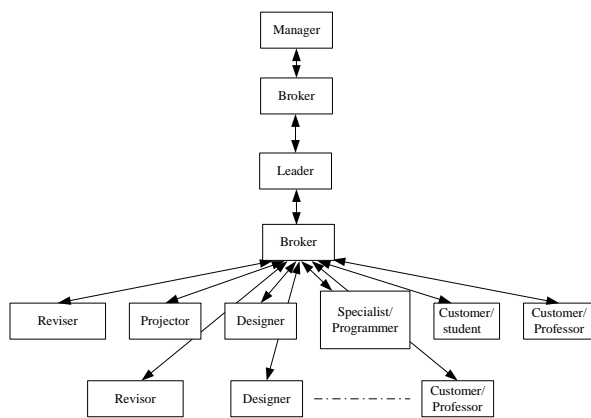 Manager
Broker
Leader
Broker
Reviser
Projector
Designer
Specialist/
Programmer
Customer/
student
Customer/
Professor
Revisor
Designer
Customer/
Professor